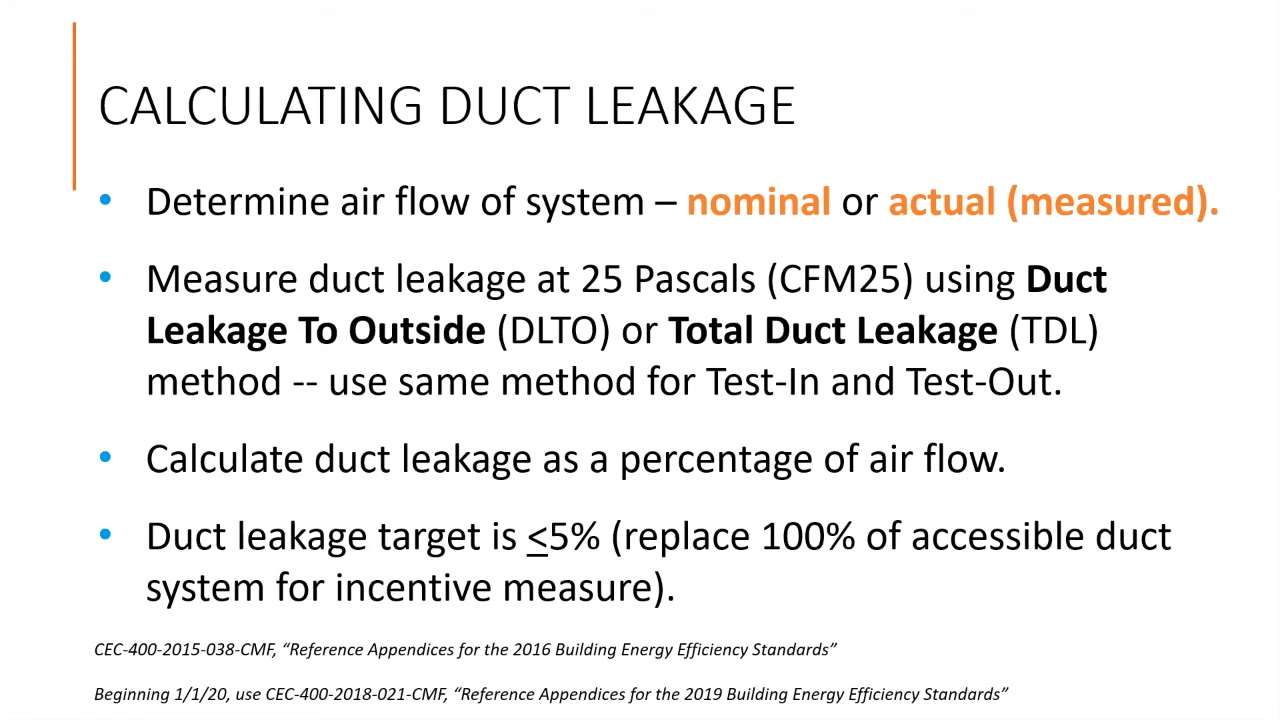 CALCULATING DUCT LEAKAGE
• Determine air flow of system – nominal or actual (measured).
• Measure duct leakage at 25 Pascals (CFM25) using Duct
Leakage To Outside (DLTO) or Total Duct Leakage (TDL)
method -- use same method for Test-In and Test-Out.
• Calculate duct leakage as a percentage of air flow.
• Duct leakage target is <5% (replace 100% of accessible duct
system for incentive measure).
CEC-400-2015-038-CMF, “Reference Appendices for the 2016 Building Energy Efficiency Standards”
Beginning 1/1/20, use CEC-400-2018-021-CMF, “Reference Appendices for the 2019 Building Energy Efficiency Standards”